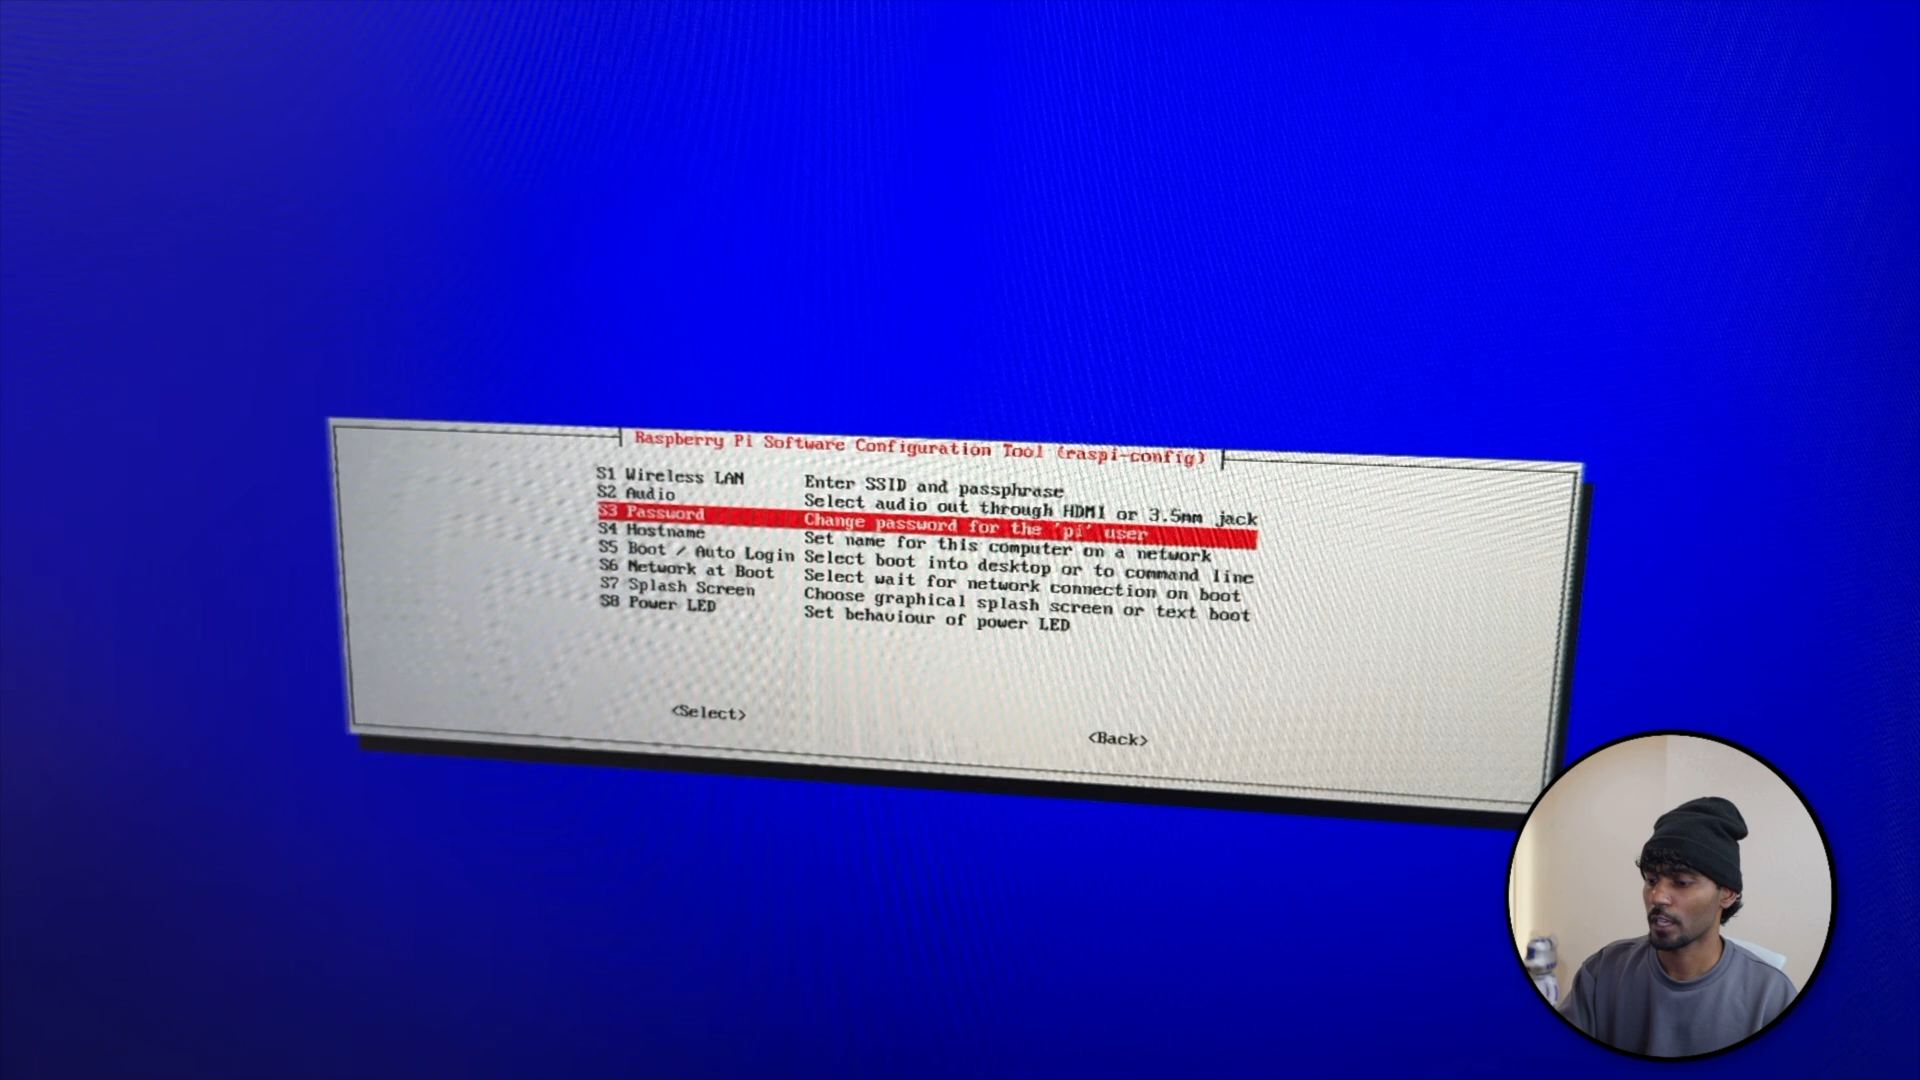 Raspberry Pi Software Configuration Tool (raspi-config)
S1 Wireless LAN Enter SSID and passphrase
S2 Audio Select audio out through HDMI or 3.5mm jack
S3 Password Change password for the 'pi' user
S4 Hostname Set name for this computer on a network
S5 Boot / Auto Login Select boot into desktop or to command line
S6 Network at Boot Select wait for network connection on boot
S7 Splash Screen Choose graphical splash screen or text boot
S8 Power LED Set behaviour of power LED
<Select> <Back>